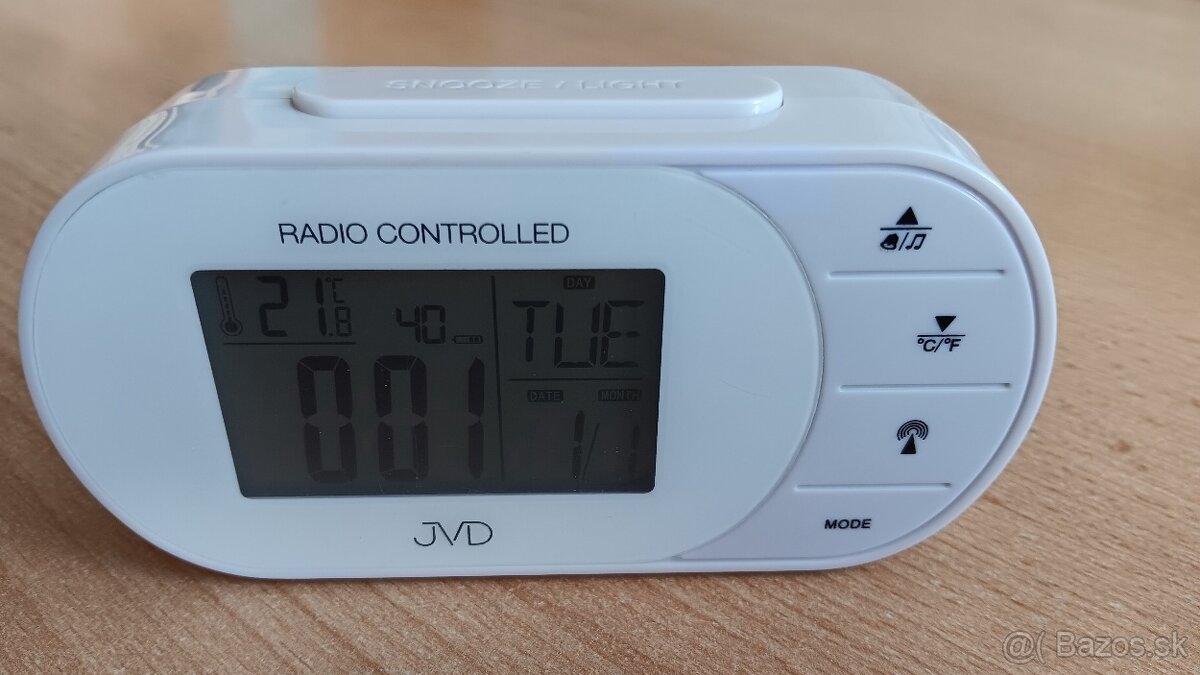 SNOOZE / LIGHT
RADIO CONTROLLED
21.8 °C
40
0 01
DAY
TUE
DATE MONTH
1/1
JVD
°C/°F
MODE
@( Bazos.sk